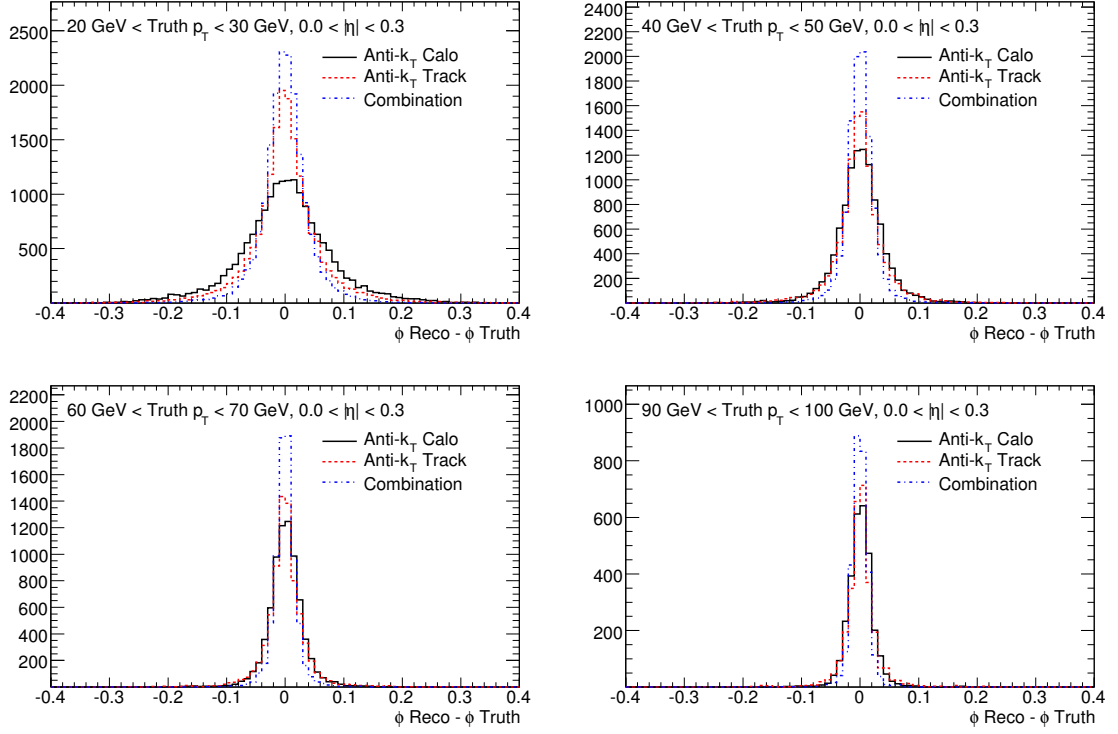 20 GeV < Truth p_T < 30 GeV, 0.0 < |η| < 0.3
Anti-k_T Calo
Anti-k_T Track
Combination
2500
2000
1500
1000
500
-0.4 -0.3 -0.2 -0.1 0 0.1 0.2 0.3 0.4
ϕ Reco - ϕ Truth
40 GeV < Truth p_T < 50 GeV, 0.0 < |η| < 0.3
Anti-k_T Calo
Anti-k_T Track
Combination
2400
2200
2000
1800
1600
1400
1200
1000
800
600
400
200
-0.4 -0.3 -0.2 -0.1 0 0.1 0.2 0.3 0.4
ϕ Reco - ϕ Truth
60 GeV < Truth p_T < 70 GeV, 0.0 < |η| < 0.3
Anti-k_T Calo
Anti-k_T Track
Combination
2200
2000
1800
1600
1400
1200
1000
800
600
400
200
-0.4 -0.3 -0.2 -0.1 0 0.1 0.2 0.3 0.4
ϕ Reco - ϕ Truth
90 GeV < Truth p_T < 100 GeV, 0.0 < |η| < 0.3
Anti-k_T Calo
Anti-k_T Track
Combination
1000
800
600
400
200
-0.4 -0.3 -0.2 -0.1 0 0.1 0.2 0.3 0.4
ϕ Reco - ϕ Truth